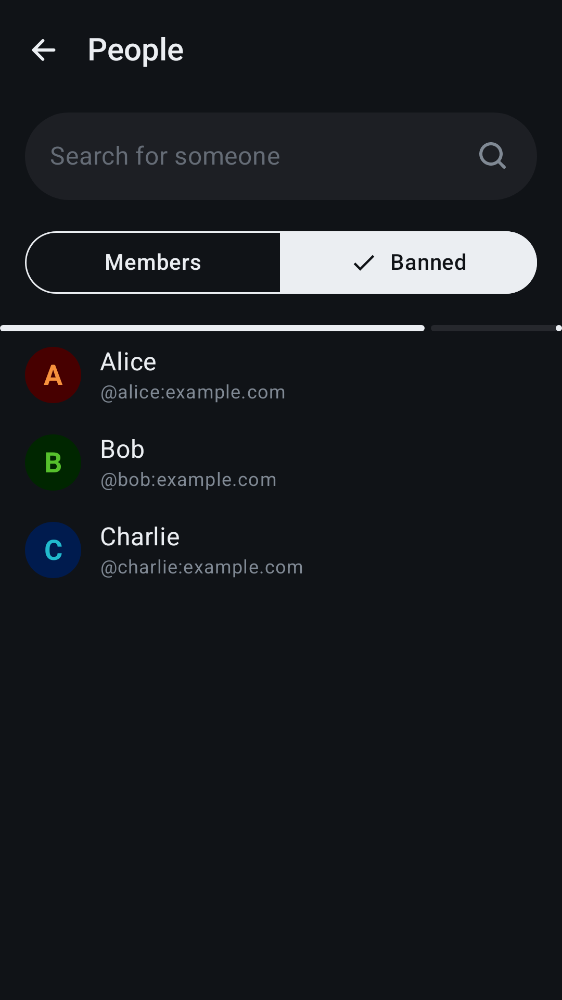 People
Search for someone
Members
Banned
A
Alice
@alice:example.com
B
Bob
@bob:example.com
C
Charlie
@charlie:example.com